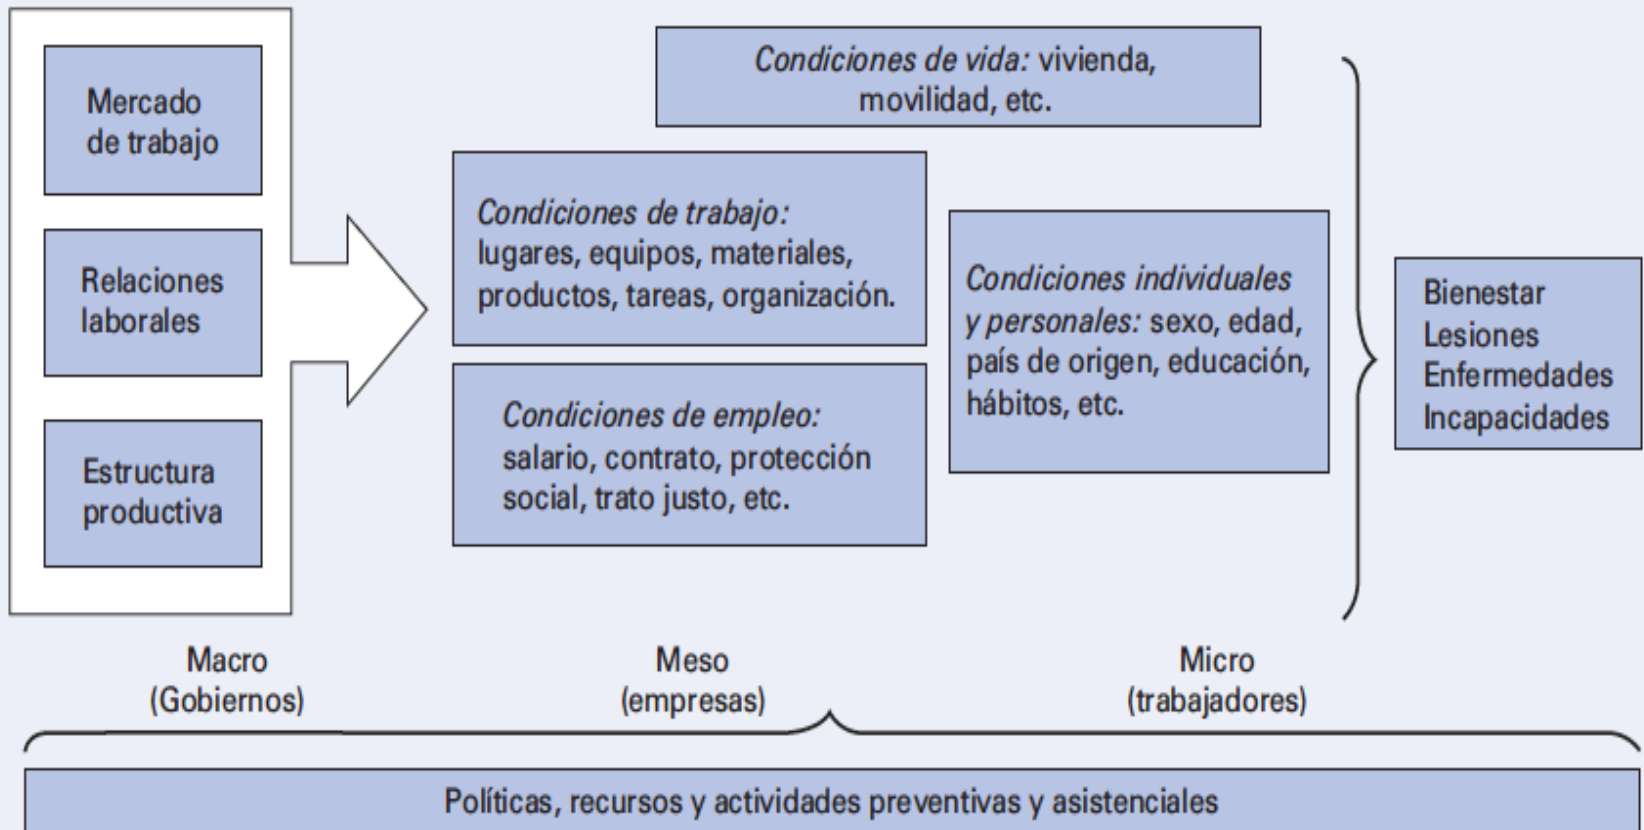 Mercado
de trabajo
Relaciones
laborales
Estructura
productiva
Condiciones de vida: vivienda,
movilidad, etc.
Condiciones de trabajo:
lugares, equipos, materiales,
productos, tareas, organización.
Condiciones de empleo:
salario, contrato, protección
social, trato justo, etc.
Condiciones individuales
y personales: sexo, edad,
país de origen, educación,
hábitos, etc.
Bienestar
Lesiones
Enfermedades
Incapacidades
Macro
(Gobiernos)
Meso
(empresas)
Micro
(trabajadores)
Políticas, recursos y actividades preventivas y asistenciales